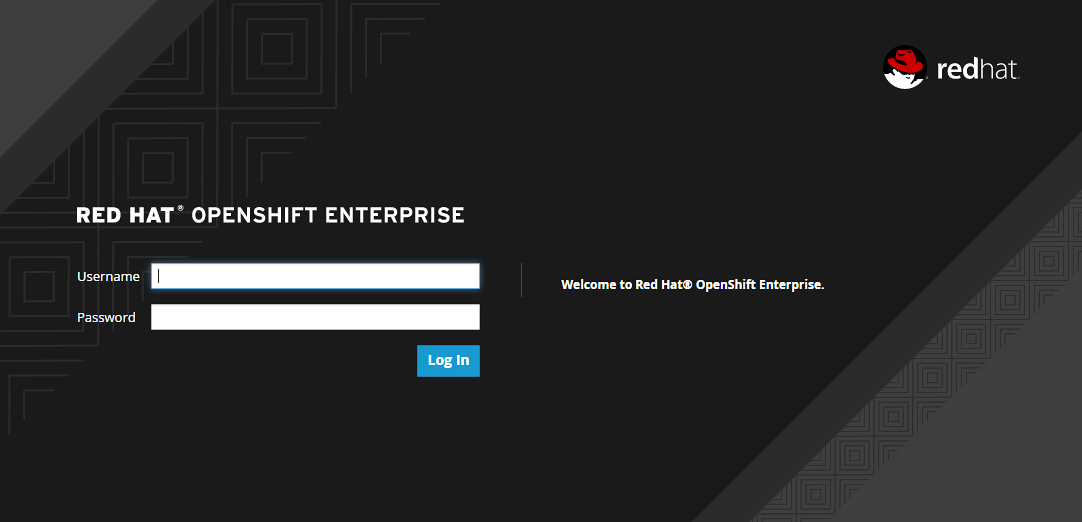 redhat.
RED HAT® OPENSHIFT ENTERPRISE
Username
Welcome to Red Hat® OpenShift Enterprise.
Password
Log In